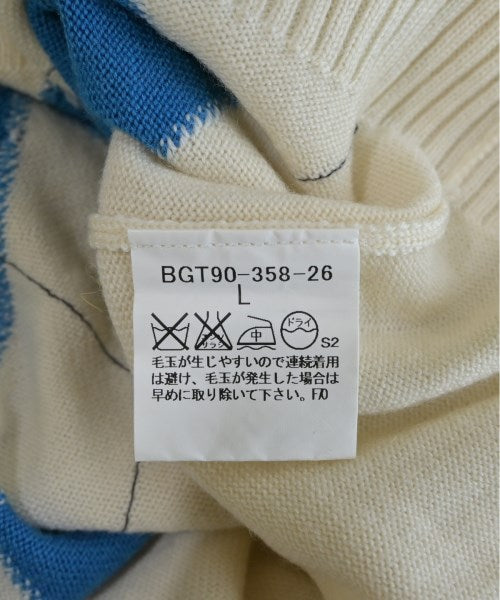 BGT90-358-26
L
中 ドライ S2
毛玉が生じやすいので連続着用
は避け、毛玉が発生した場合は
早めに取り除いて下さい。F/0